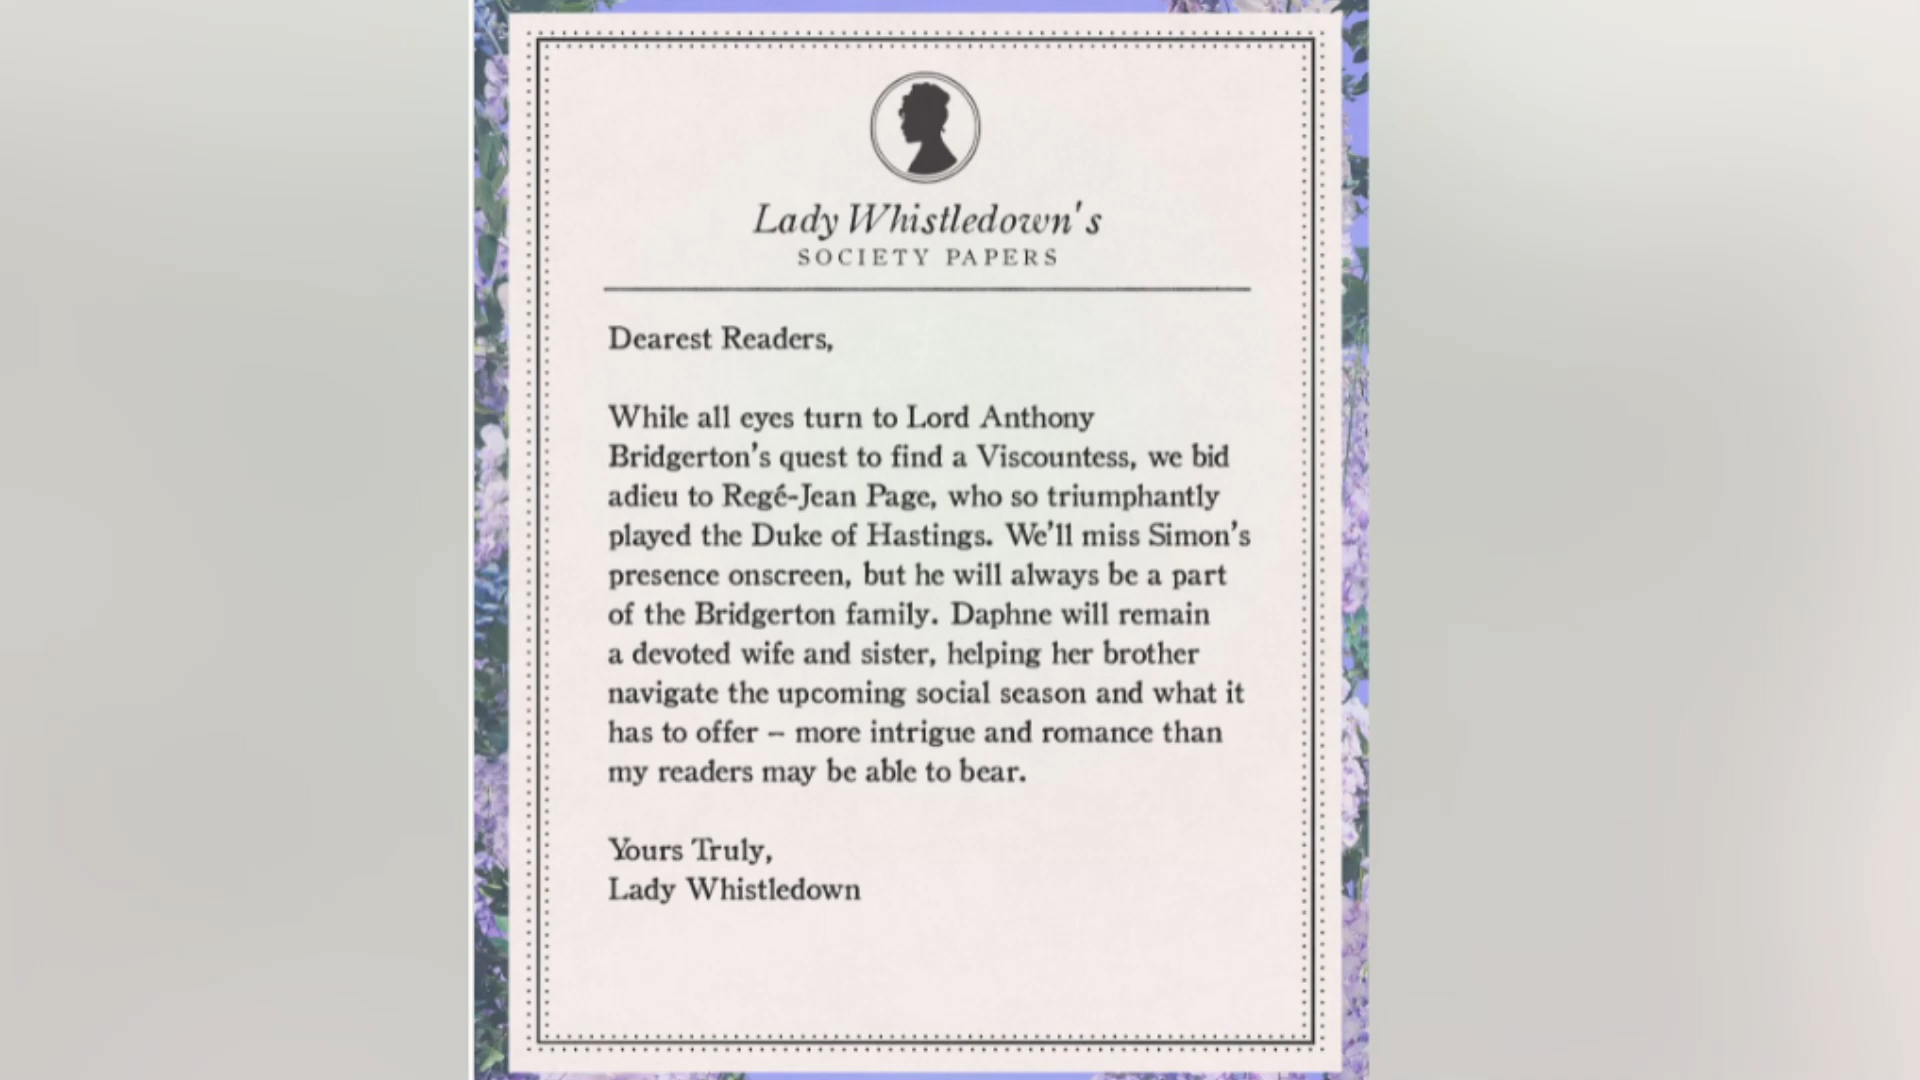 Lady Whistledown's
SOCIETY PAPERS
Dearest Readers,
While all eyes turn to Lord Anthony
Bridgerton’s quest to find a Viscountess, we bid
adieu to Regé-Jean Page, who so triumphantly
played the Duke of Hastings. We’ll miss Simon’s
presence onscreen, but he will always be a part
of the Bridgerton family. Daphne will remain
a devoted wife and sister, helping her brother
navigate the upcoming social season and what it
has to offer – more intrigue and romance than
my readers may be able to bear.
Yours Truly,
Lady Whistledown